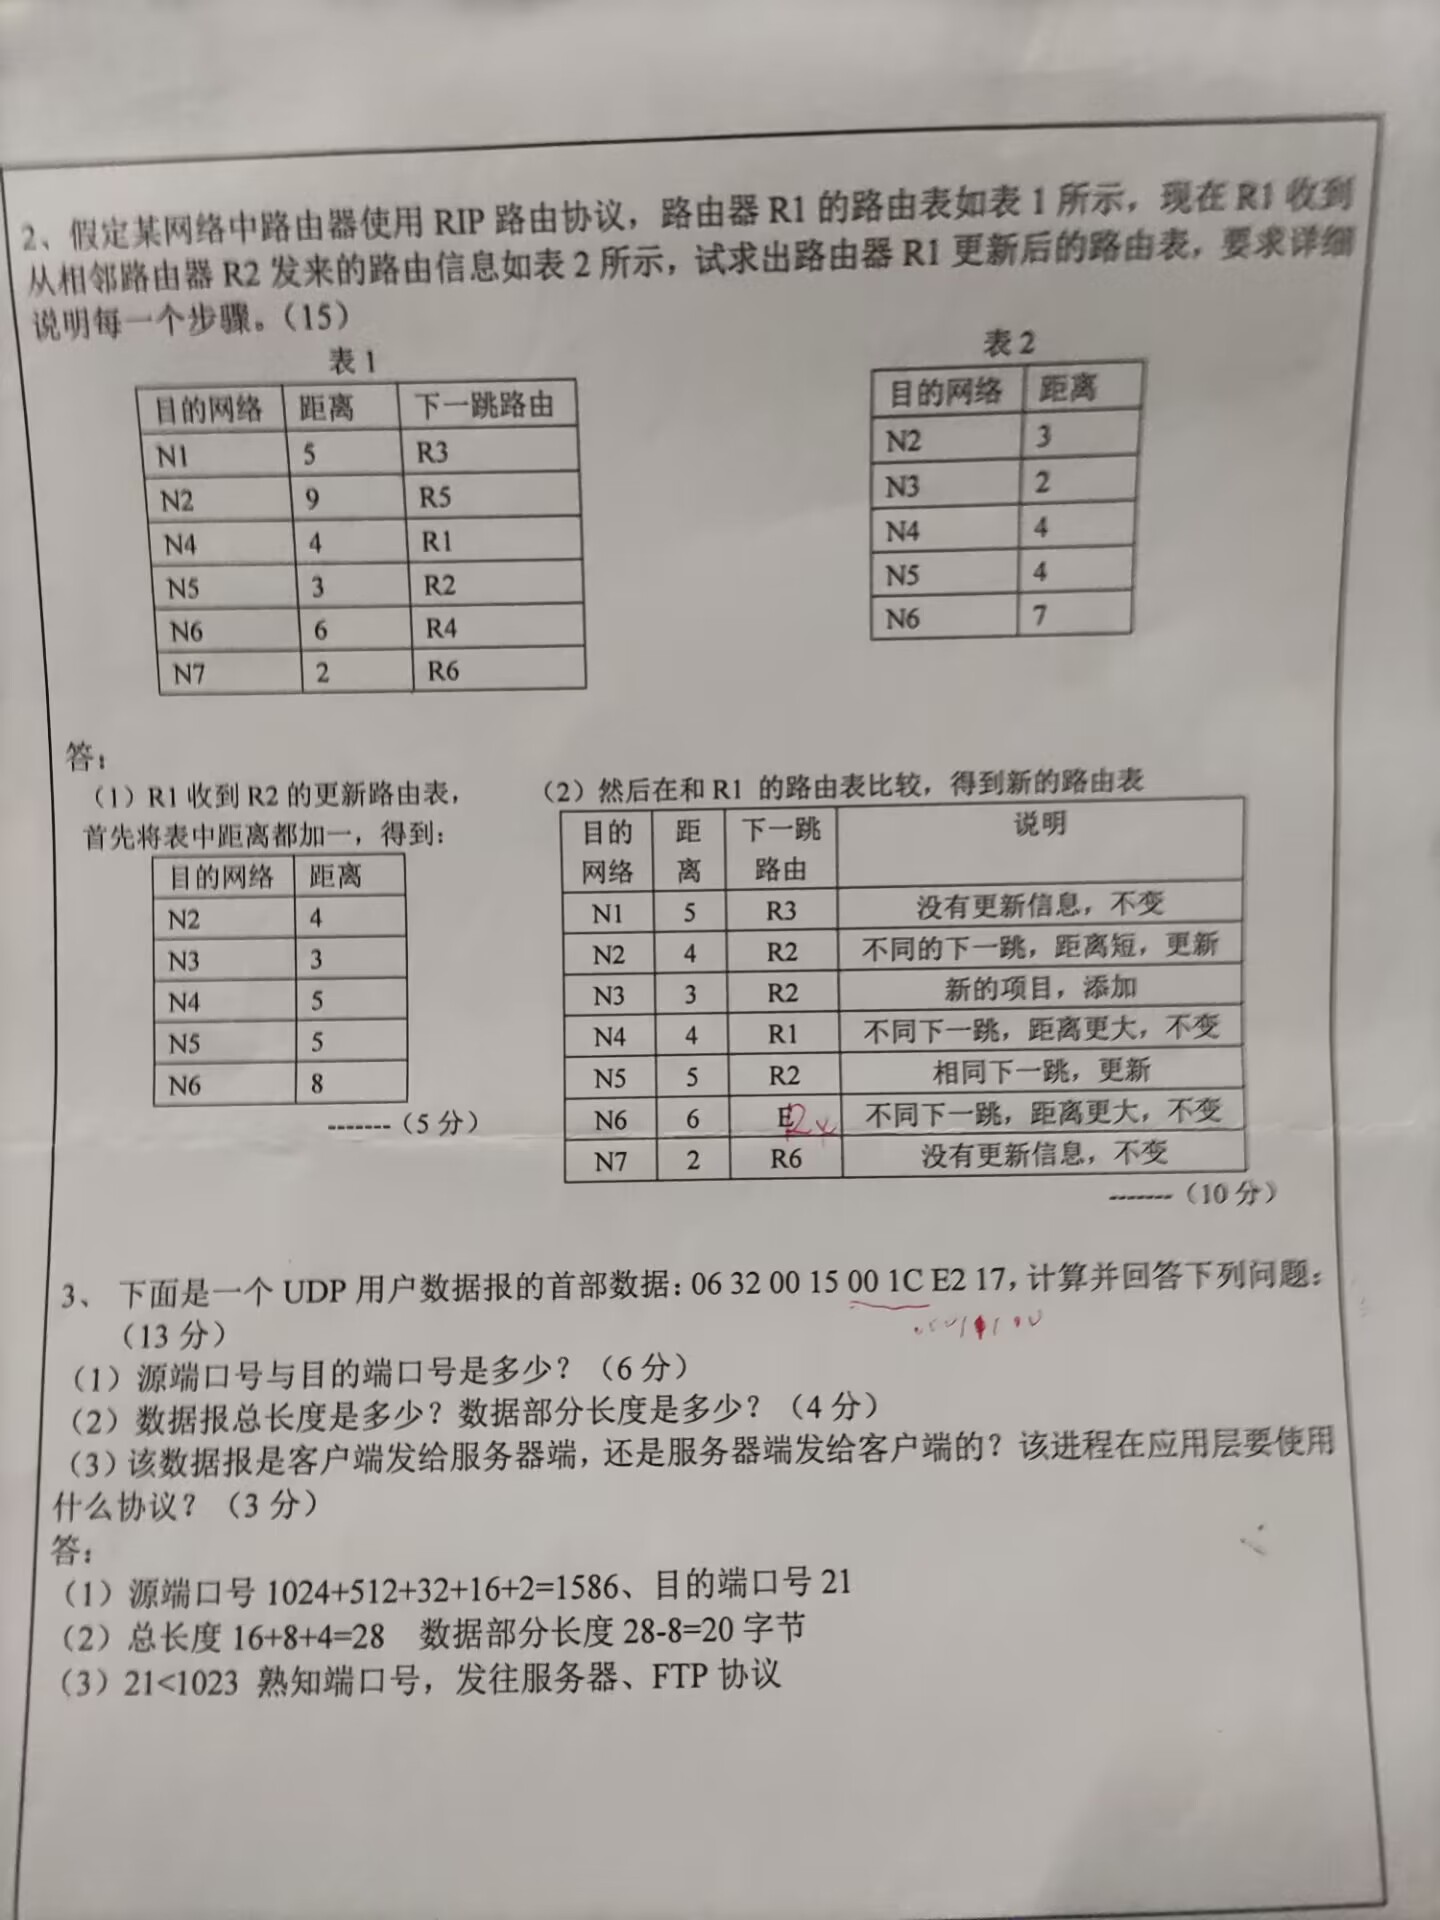 2、假定某网络中路由器使用 RIP 路由协议，路由器 R1 的路由表如表 1 所示，现在 R1 收到
从相邻路由器 R2 发来的路由信息如表 2 所示，试求出路由器 R1 更新后的路由表，要求详细
说明每一个步骤。（15）
表 1
目的网络 距离 下一跳路由
N1 5 R3
N2 9 R5
N4 4 R1
N5 3 R2
N6 6 R4
N7 2 R6
表 2
目的网络 距离
N2 3
N3 2
N4 4
N5 4
N6 7
答：
（1）R1 收到 R2 的更新路由表，
首先将表中距离都加一，得到：
目的网络 距离
N2 4
N3 3
N4 5
N5 5
N6 8
-------（5 分）
（2）然后在和 R1 的路由表比较，得到新的路由表
目的网络 距离 下一跳路由 说明
N1 5 R3 没有更新信息，不变
N2 4 R2 不同的下一跳，距离短，更新
N3 3 R2 新的项目，添加
N4 4 R1 不同下一跳，距离更大，不变
N5 5 R2 相同下一跳，更新
N6 6 E 不同下一跳，距离更大，不变
N7 2 R6 没有更新信息，不变
-------（10 分）
3、 下面是一个 UDP 用户数据报的首部数据：06 32 00 15 00 1C E2 17，计算并回答下列问题：
（13 分）
（1）源端口号与目的端口号是多少？（6 分）
（2）数据报总长度是多少？数据部分长度是多少？（4 分）
（3）该数据报是客户端发给服务器端，还是服务器端发给客户端的？该进程在应用层要使用
什么协议？（3 分）
答：
（1）源端口号 1024+512+32+16+2=1586、目的端口号 21
（2）总长度 16+8+4=28 数据部分长度 28-8=20 字节
（3）21<1023 熟知端口号，发往服务器、FTP 协议